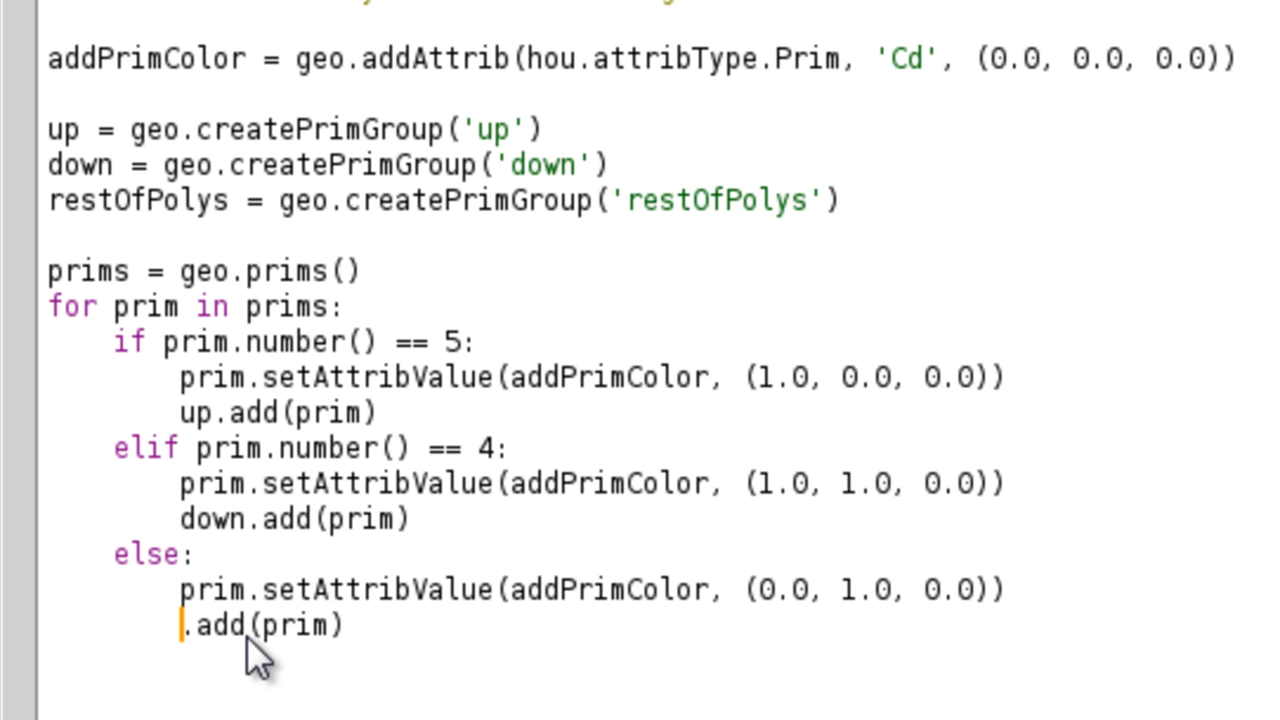 addPrimColor = geo.addAttrib(hou.attribType.Prim, 'Cd', (0.0, 0.0, 0.0))
up = geo.createPrimGroup('up')
down = geo.createPrimGroup('down')
restOfPolys = geo.createPrimGroup('restOfPolys')
prims = geo.prims()
for prim in prims:
    if prim.number() == 5:
        prim.setAttribValue(addPrimColor, (1.0, 0.0, 0.0))
        up.add(prim)
    elif prim.number() == 4:
        prim.setAttribValue(addPrimColor, (1.0, 1.0, 0.0))
        down.add(prim)
    else:
        prim.setAttribValue(addPrimColor, (0.0, 1.0, 0.0))
        .add(prim)